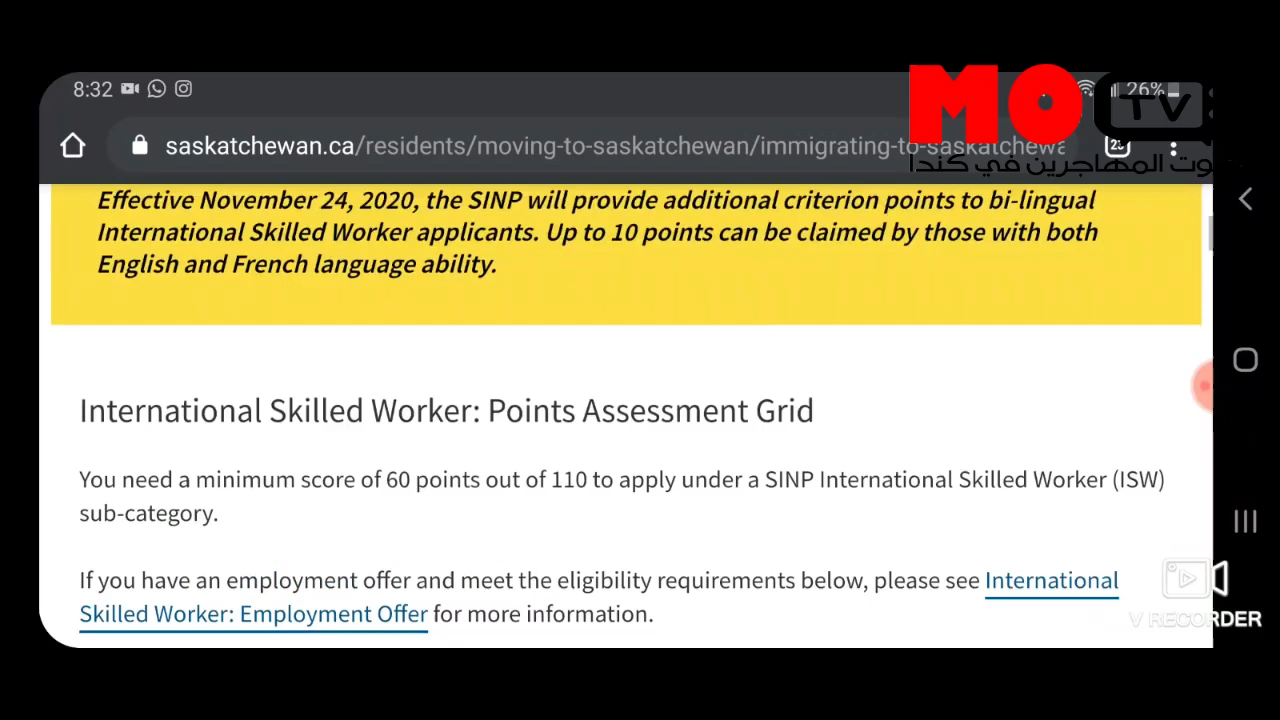 8:32
26%
MO TV
saskatchewan.ca/residents/moving-to-saskatchewan/immigrating-to-saskatchewa
23
المهاجرين في كندا
Effective November 24, 2020, the SINP will provide additional criterion points to bi-lingual
International Skilled Worker applicants. Up to 10 points can be claimed by those with both
English and French language ability.
International Skilled Worker: Points Assessment Grid
You need a minimum score of 60 points out of 110 to apply under a SINP International Skilled Worker (ISW)
sub-category.
If you have an employment offer and meet the eligibility requirements below, please see International
Skilled Worker: Employment Offer for more information.
V RECORDER